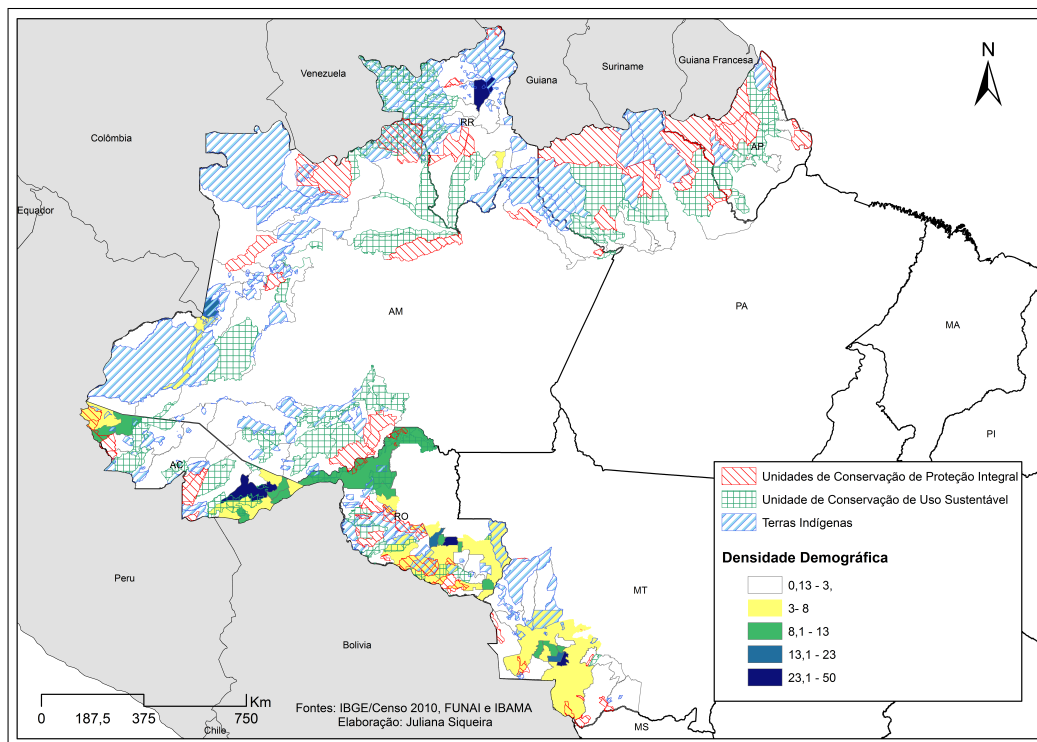 N
Guiana Francesa
Suriname
Venezuela
Guiana
Colômbia
RR
AP
Equador
AM
PA
MA
PI
AC
RO
Peru
MT
Bolivia
MS
Chile
Unidades de Conservação de Proteção Integral
Unidade de Conservação de Uso Sustentável
Terras Indígenas
Densidade Demográfica
0,13 - 3,
3- 8
8,1 - 13
13,1 - 23
23,1 - 50
Km
0 187,5 375 750
Fontes: IBGE/Censo 2010, FUNAI e IBAMA
Elaboração: Juliana Siqueira